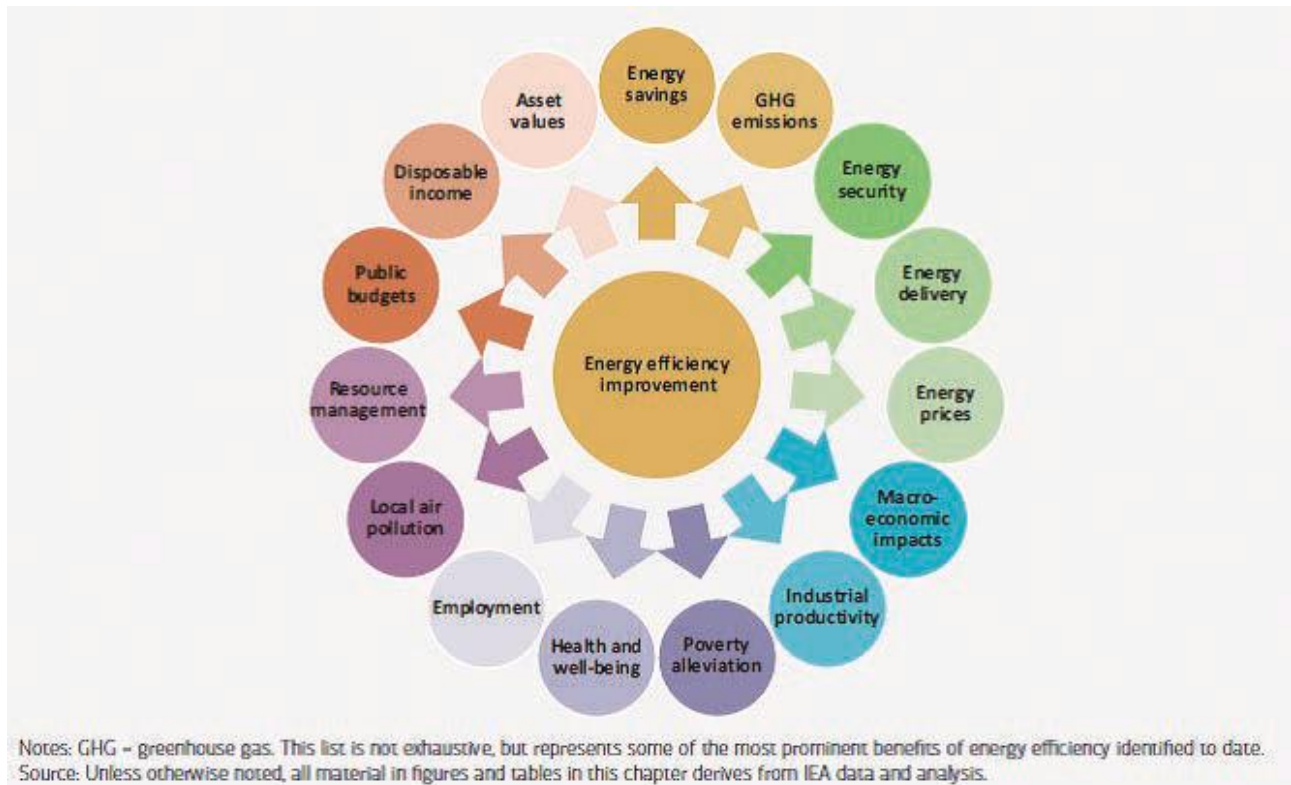 Energy
savings
GHG
emissions
Energy
security
Energy
delivery
Energy
prices
Macro-
economic
impacts
Industrial
productivity
Poverty
alleviation
Health and
well-being
Employment
Local air
pollution
Resource
management
Public
budgets
Disposable
income
Asset
values
Energy efficiency
improvement
Notes: GHG = greenhouse gas. This list is not exhaustive, but represents some of the most prominent benefits of energy efficiency identified to date.
Source: Unless otherwise noted, all material in figures and tables in this chapter derives from IEA data and analysis.